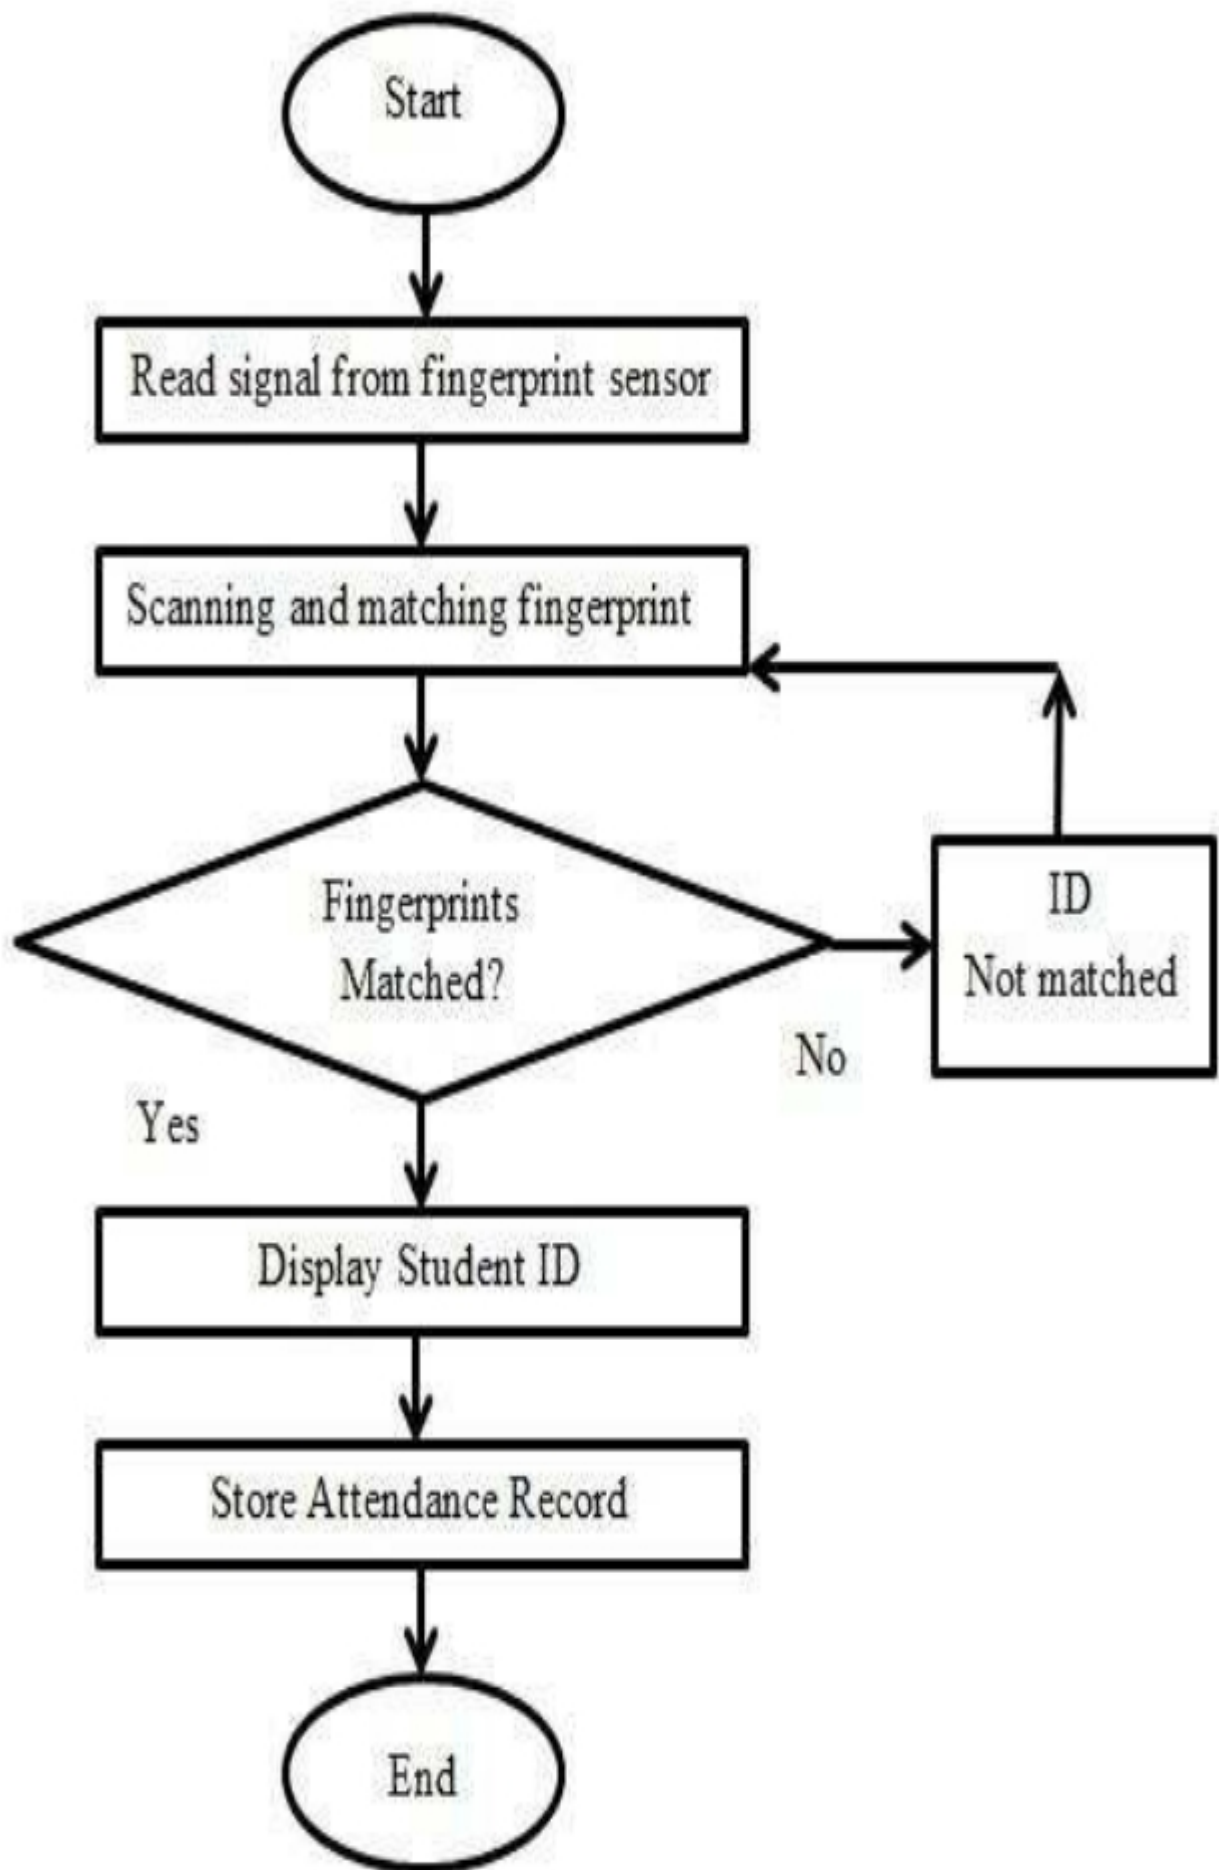 Start
Read signal from fingerprint sensor
Scanning and matching fingerprint
Fingerprints
Matched?
ID
Not matched
No
Yes
Display Student ID
Store Attendance Record
End